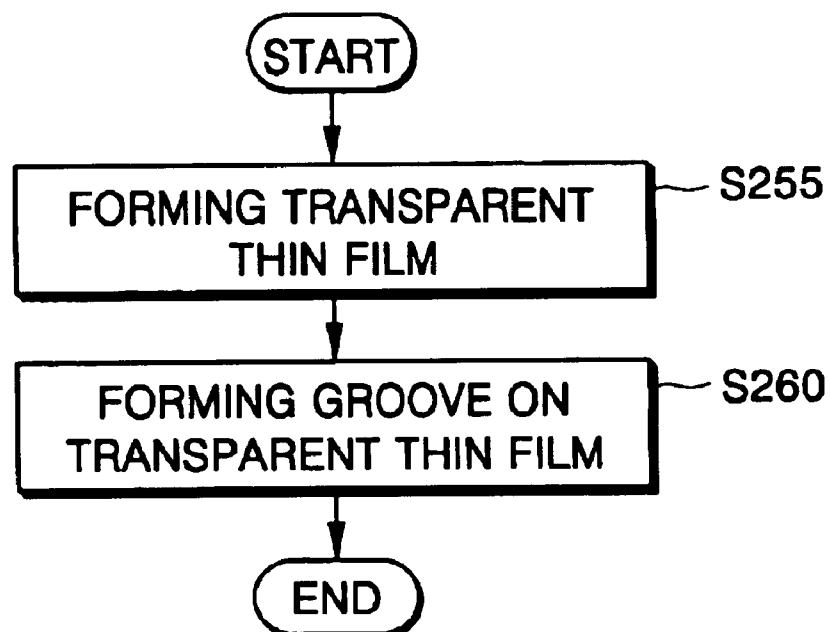 START
FORMING TRANSPARENT
THIN FILM
S255
FORMING GROOVE ON
TRANSPARENT THIN FILM
S260
END